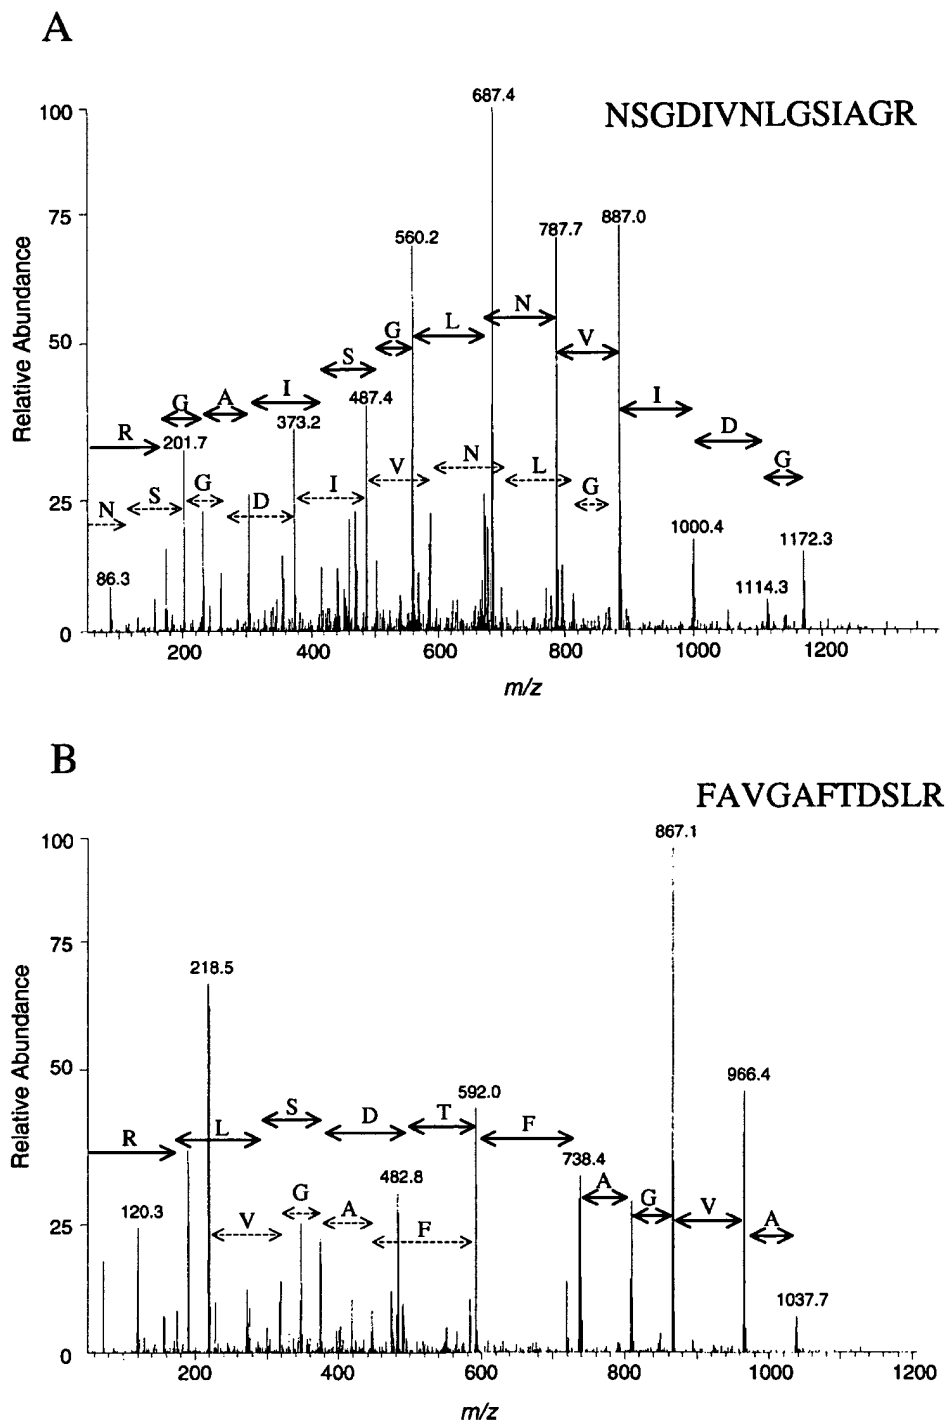 A
NSGDIVNLGSIAGR
Relative Abundance
100
75
50
25
0
687.4
560.2
787.7
887.0
N
L
G
V
S
487.4
I
A
G
373.2
R
201.7
I
D
G
N
S
G
D
I
V
N
L
G
86.3
1000.4
1114.3
1172.3
200 400 600 800 1000 1200
m/z
B
FAVGAFTDSLR
Relative Abundance
100
75
50
25
0
867.1
218.5
966.4
592.0
R
L
S
D
T
F
738.4
482.8
A
G
V
A
120.3
V
G
A
F
1037.7
200 400 600 800 1000 1200
m/z